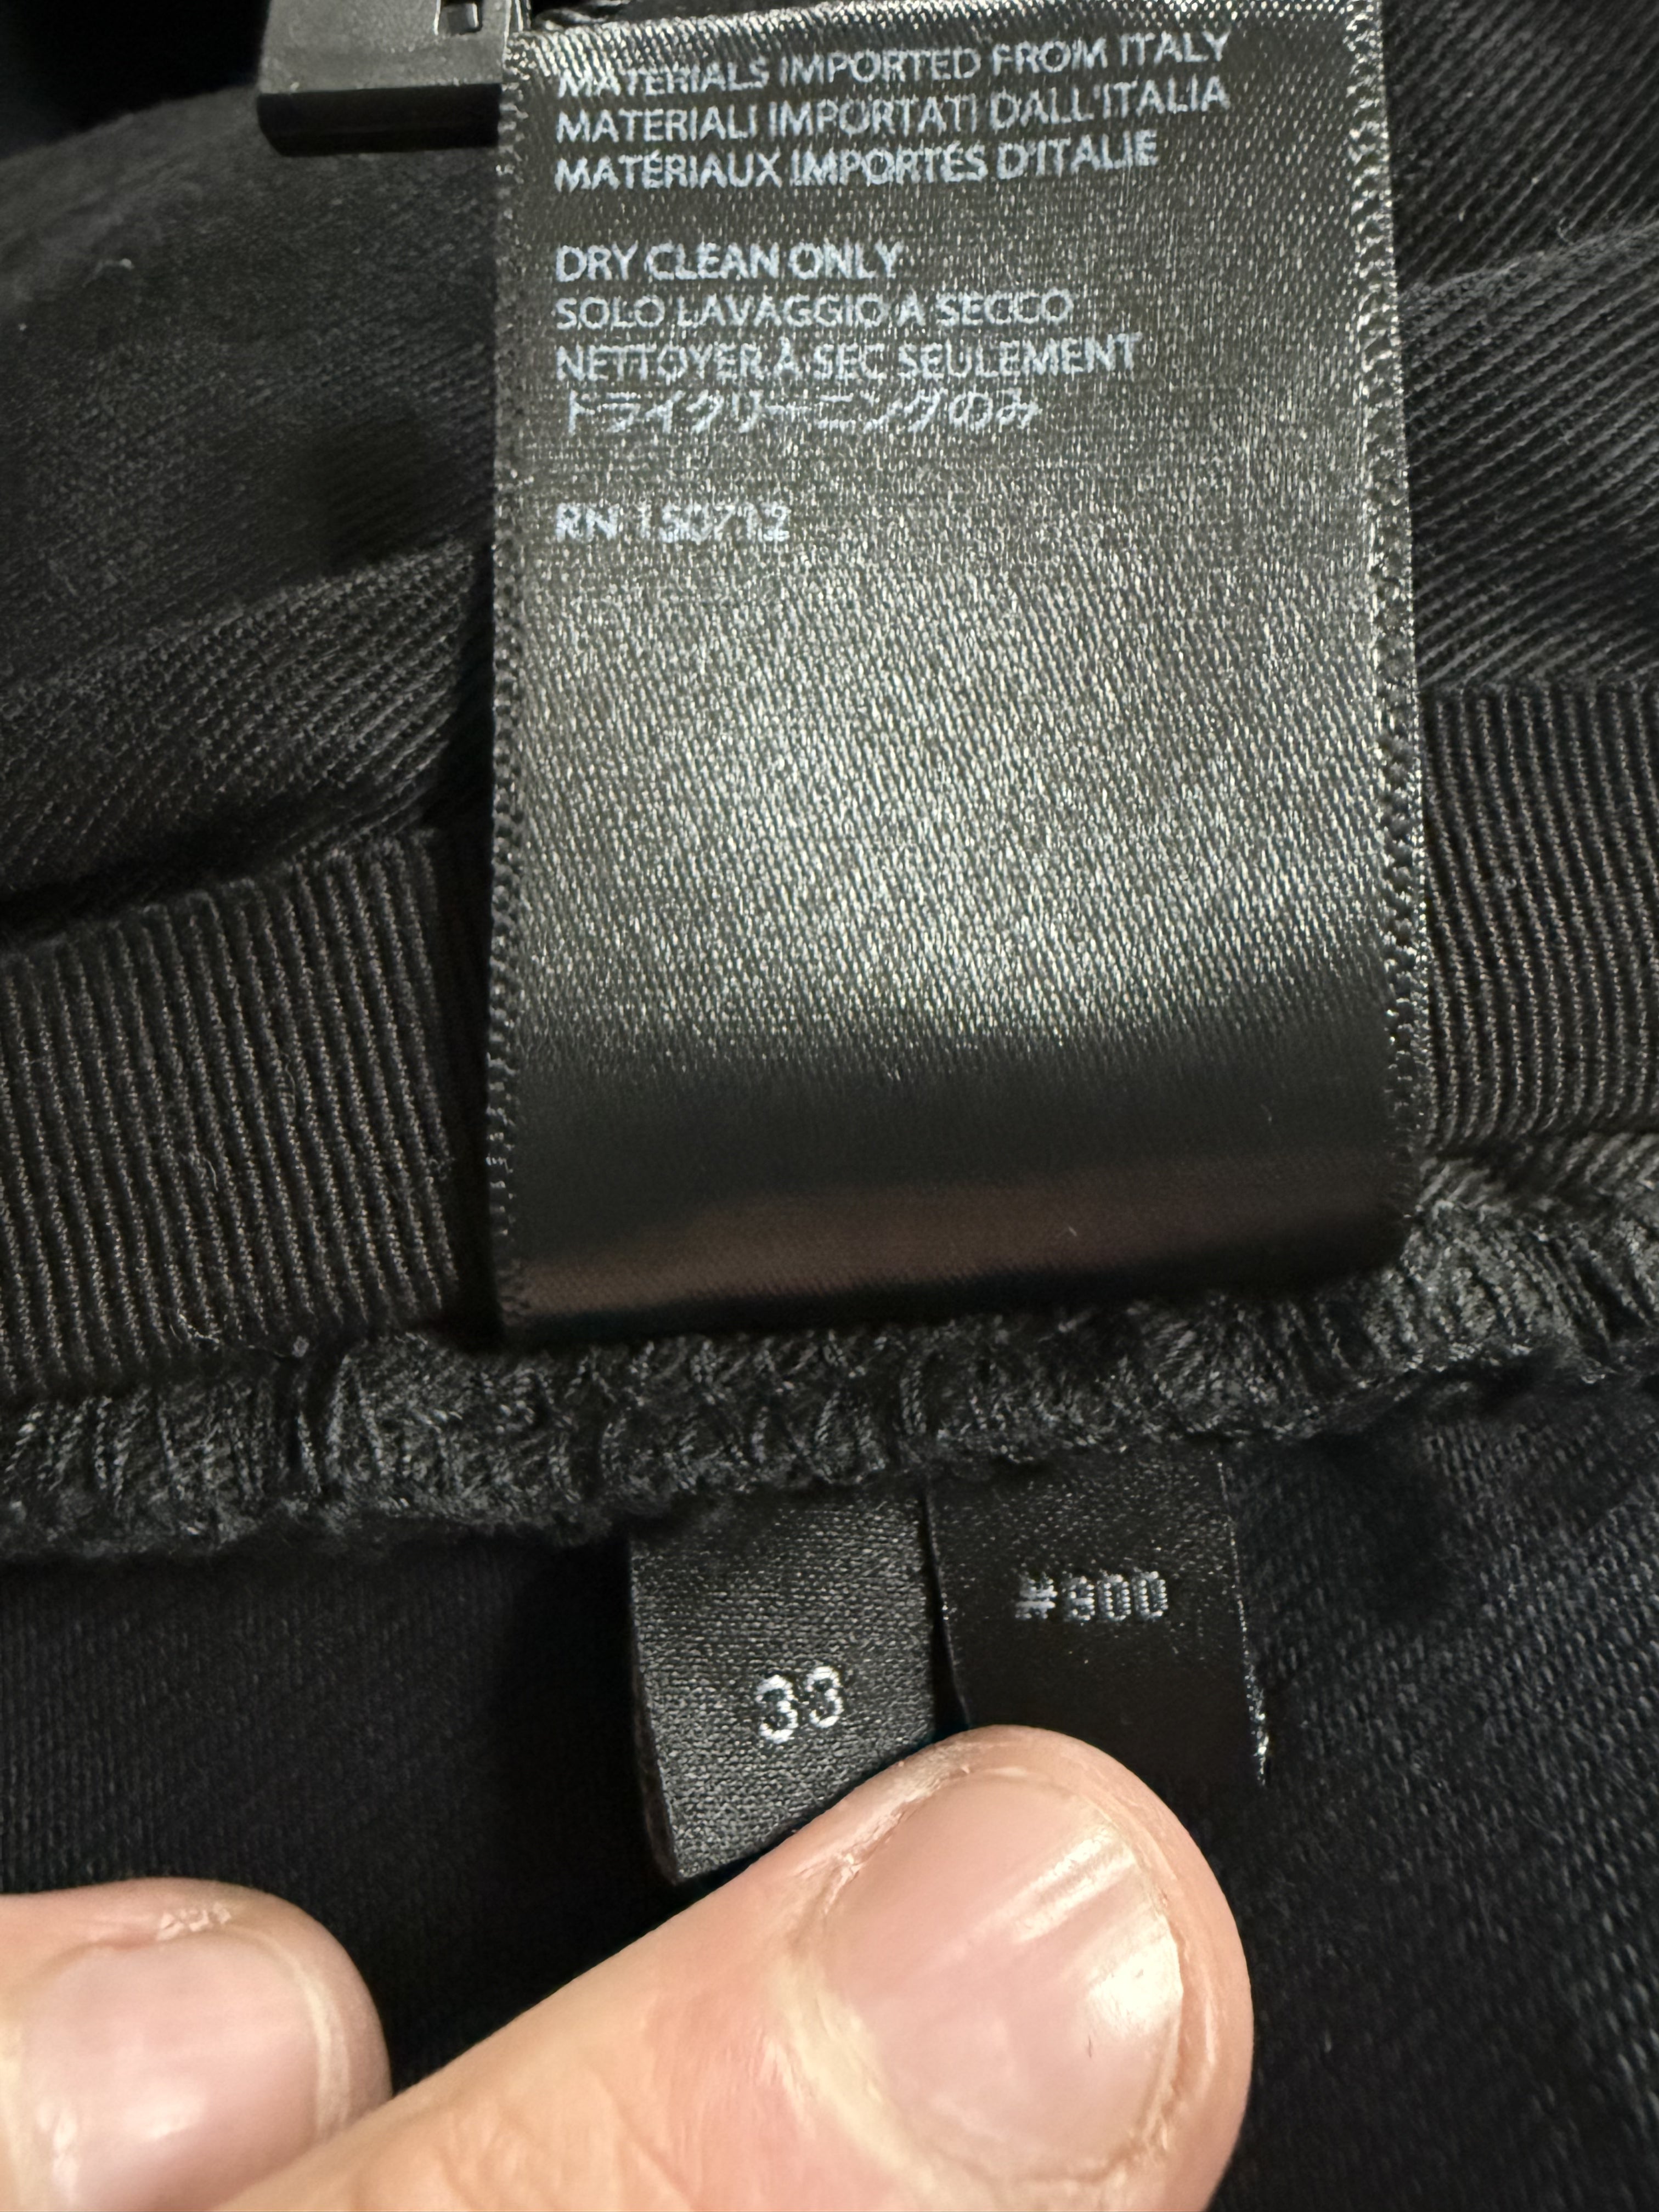 MATERIALS IMPORTED FROM ITALY
MATERIALI IMPORTATI DALL'ITALIA
MATÉRIAUX IMPORTÉS D'ITALIE
DRY CLEAN ONLY
SOLO LAVAGGIO A SECCO
NETTOYER À SEC SEULEMENT
ドライクリーニングのみ
RN 150712
33
#900